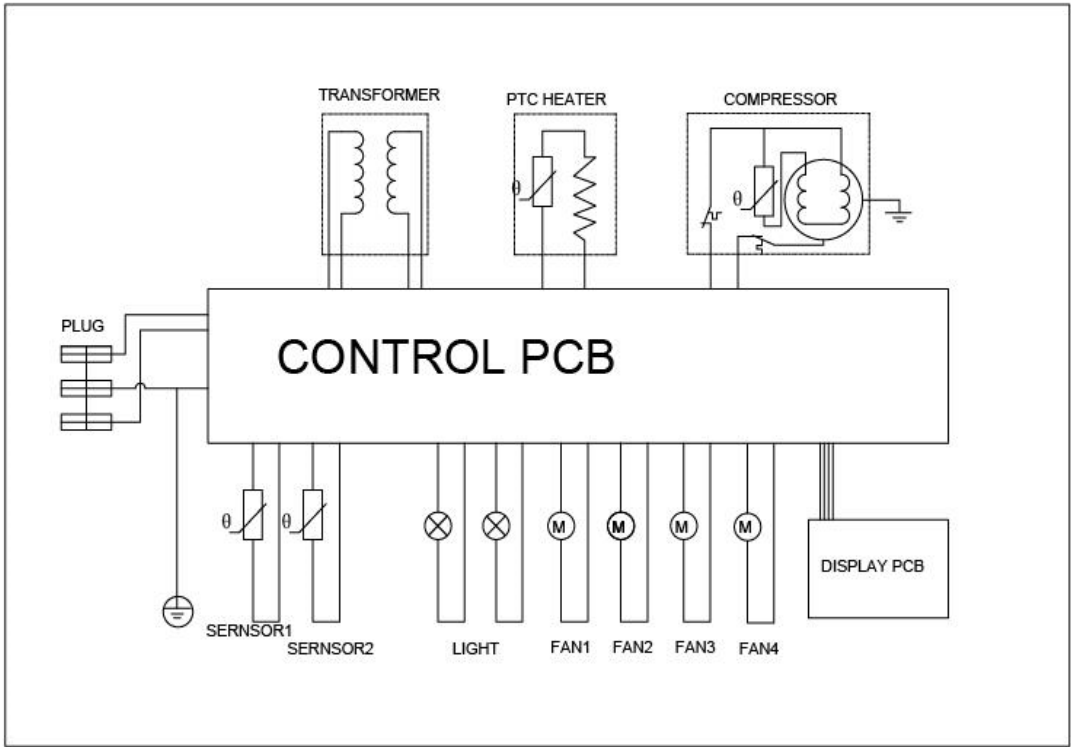 TRANSFORMER
PTC HEATER
COMPRESSOR
θ
θ
PLUG
CONTROL PCB
θ
θ
M
M
M
M
DISPLAY PCB
SERNSOR1
SERNSOR2
LIGHT
FAN1
FAN2
FAN3
FAN4